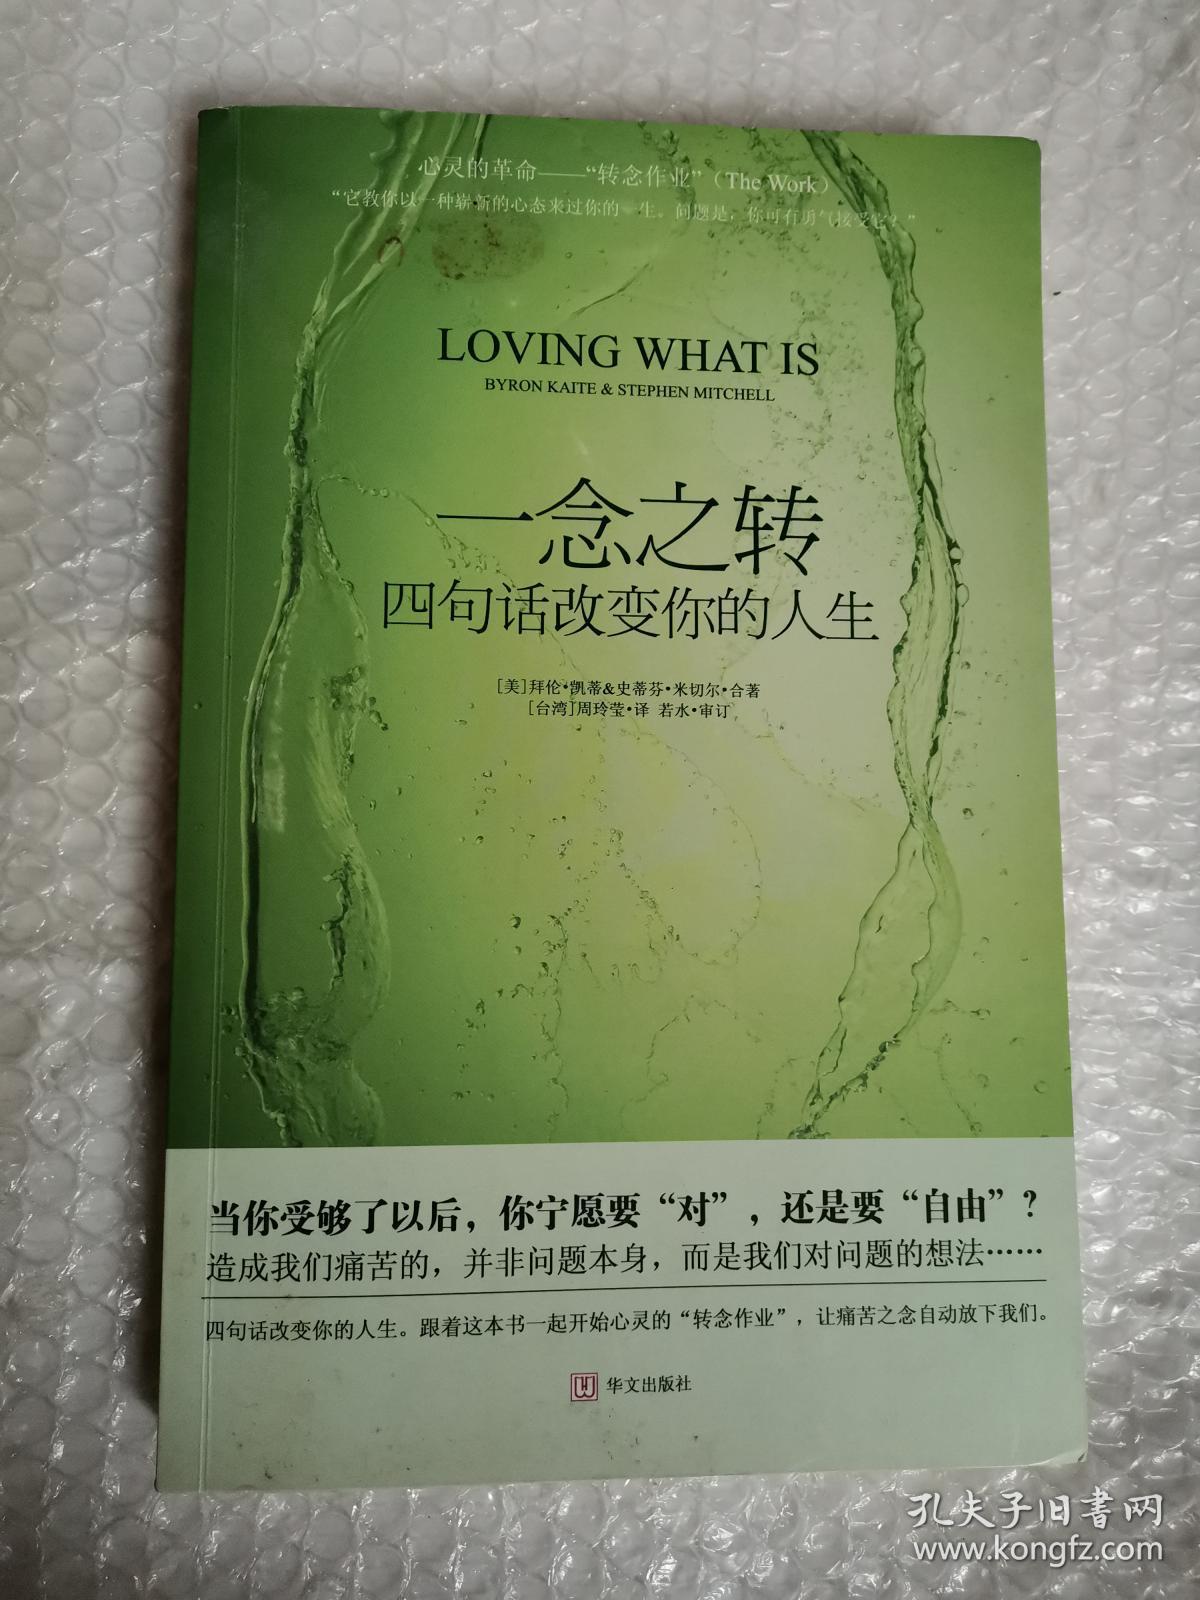 心灵的革命——“转念作业”（The Work）
“它教你以一种崭新的心态来过你的一生。问题是，你可有勇气接受它？”
LOVING WHAT IS
BYRON KAITE & STEPHEN MITCHELL
一念之转
四句话改变你的人生
[美]拜伦•凯蒂&史蒂芬•米切尔•合著
[台湾]周玲莹•译 若水•审订
当你受够了以后，你宁愿要“对”，还是要“自由”？
造成我们痛苦的，并非问题本身，而是我们对问题的想法……
四句话改变你的人生。跟着这本书一起开始心灵的“转念作业”，让痛苦之念自动放下我们。
华文出版社
孔夫子旧书网
www.kongfz.com